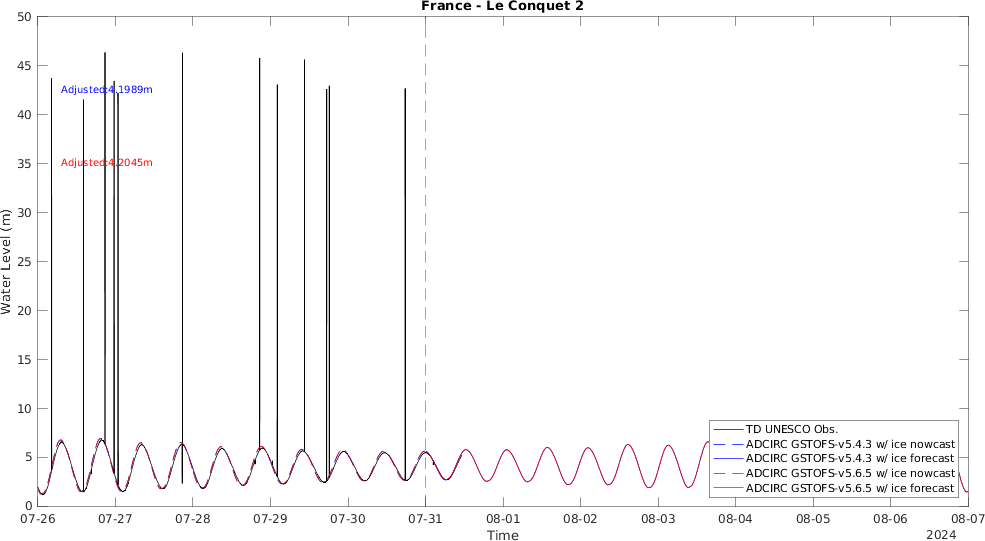 France - Le Conquet 2
50
45
40
35
30
25
20
15
10
5
0
Water Level (m)
Adjusted:4.1989m
Adjusted:4.2045m
TD UNESCO Obs.
ADCIRC GSTOFS-v5.4.3 w/ ice nowcast
ADCIRC GSTOFS-v5.4.3 w/ ice forecast
ADCIRC GSTOFS-v5.6.5 w/ ice nowcast
ADCIRC GSTOFS-v5.6.5 w/ ice forecast
07-26 07-27 07-28 07-29 07-30 07-31 08-01 08-02 08-03 08-04 08-05 08-06 08-07
Time
2024